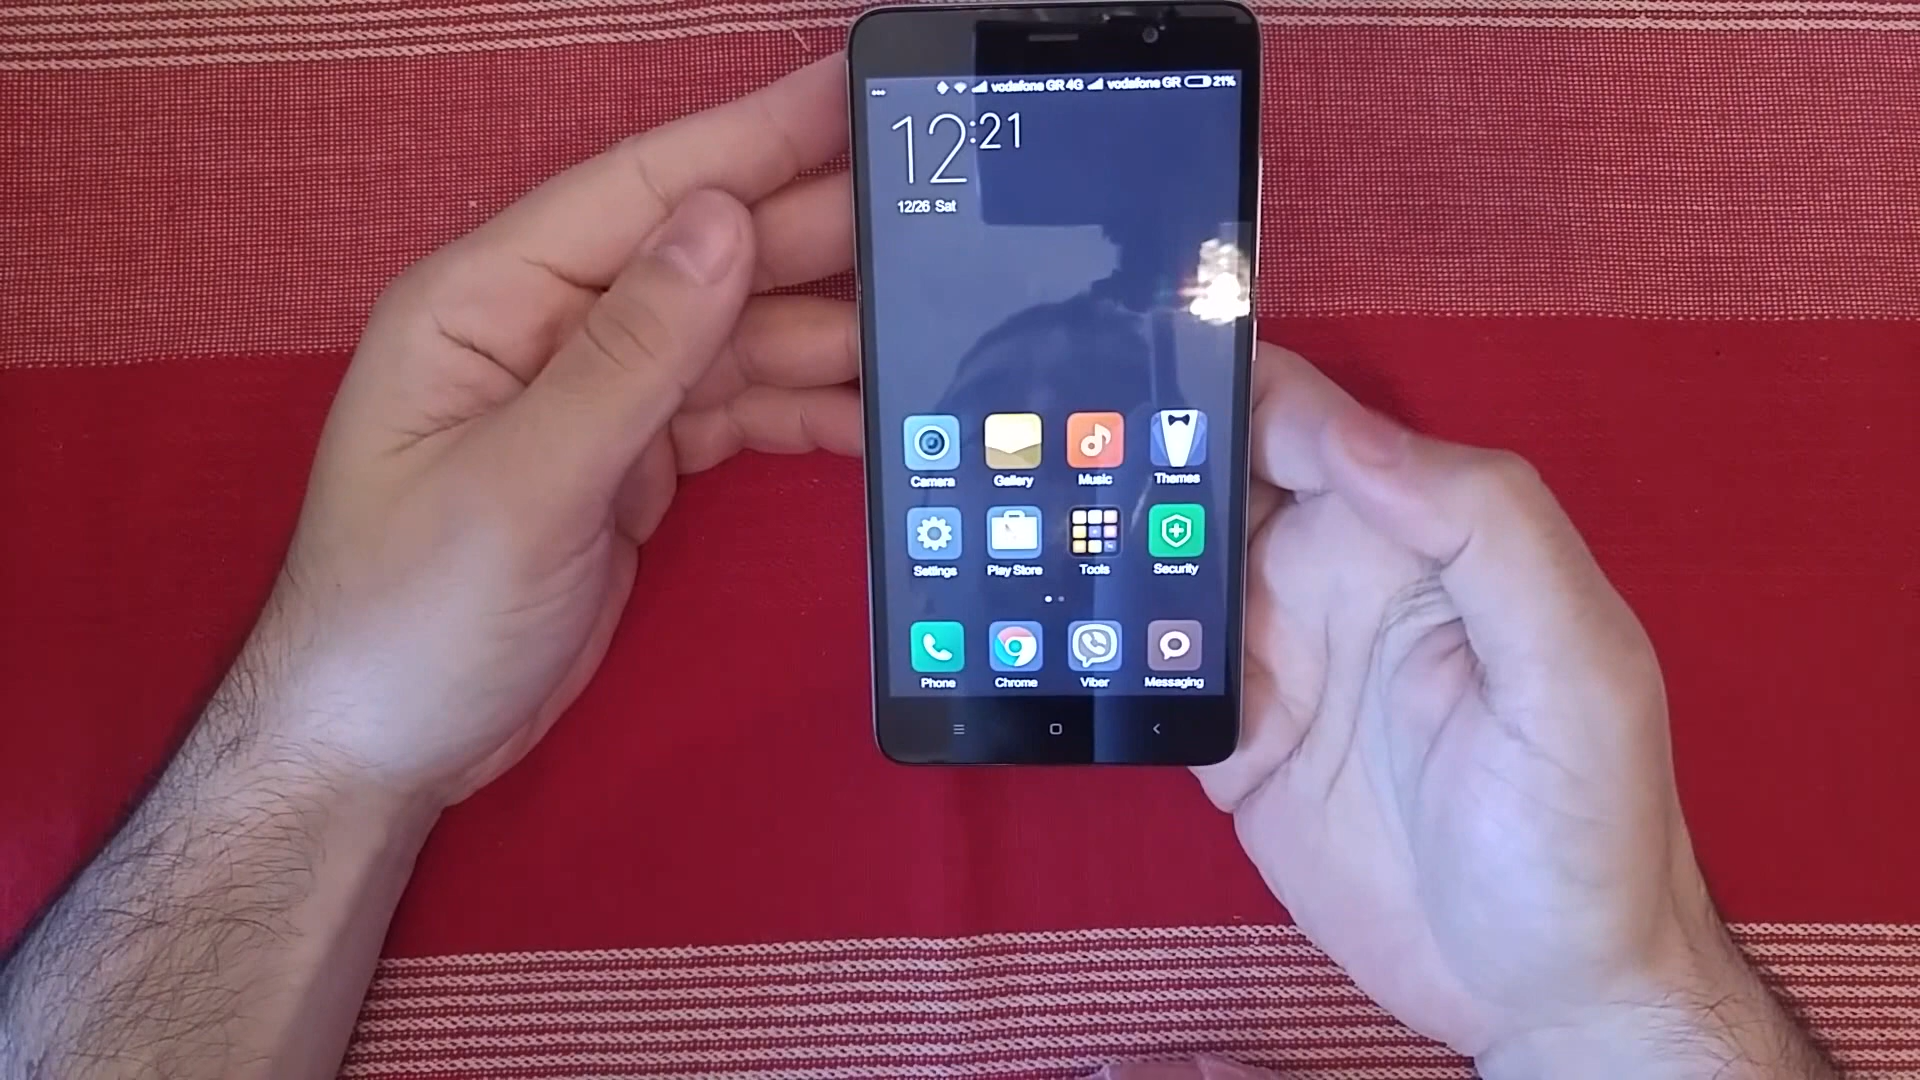 ... vodafone GR 4G vodafone GR 21%
12:21
12/26 Sat
Camera Gallery Music Themes
Settings Play Store Tools Security
Phone Chrome Viber Messaging